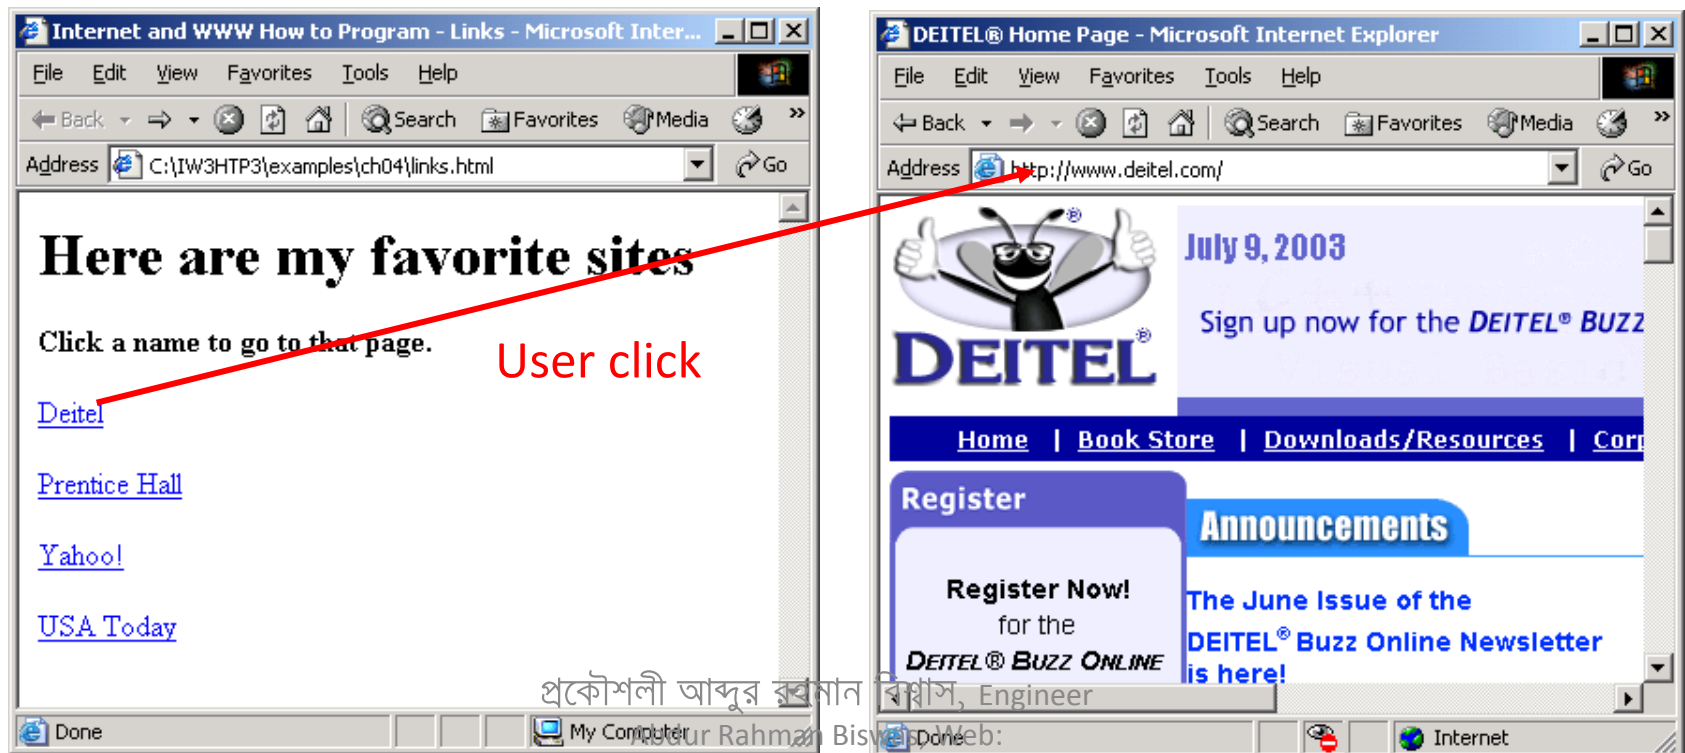 Internet and WWW How to Program - Links - Microsoft Inter...
File Edit View Favorites Tools Help
Back Search Favorites Media »
Address C:\IW3HTP3\examples\ch04\links.html Go
Here are my favorite sites
Click a name to go to that page.
User click
Deitel
Prentice Hall
Yahoo!
USA Today
Done My Computer
DEITEL® Home Page - Microsoft Internet Explorer
File Edit View Favorites Tools Help
Back Search Favorites Media »
Address http://www.deitel.com/ Go
DEITEL®
July 9, 2003
Sign up now for the DEITEL® BUZZ
Home | Book Store | Downloads/Resources | Corp
Register
Register Now!
for the
DEITEL® BUZZ ONLINE
Announcements
The June Issue of the
DEITEL® Buzz Online Newsletter
is here!
Done Internet
প্রকৌশলী আব্দুর রহমান বিশ্বাস, Engineer
Abdur Rahman Biswas, Web: